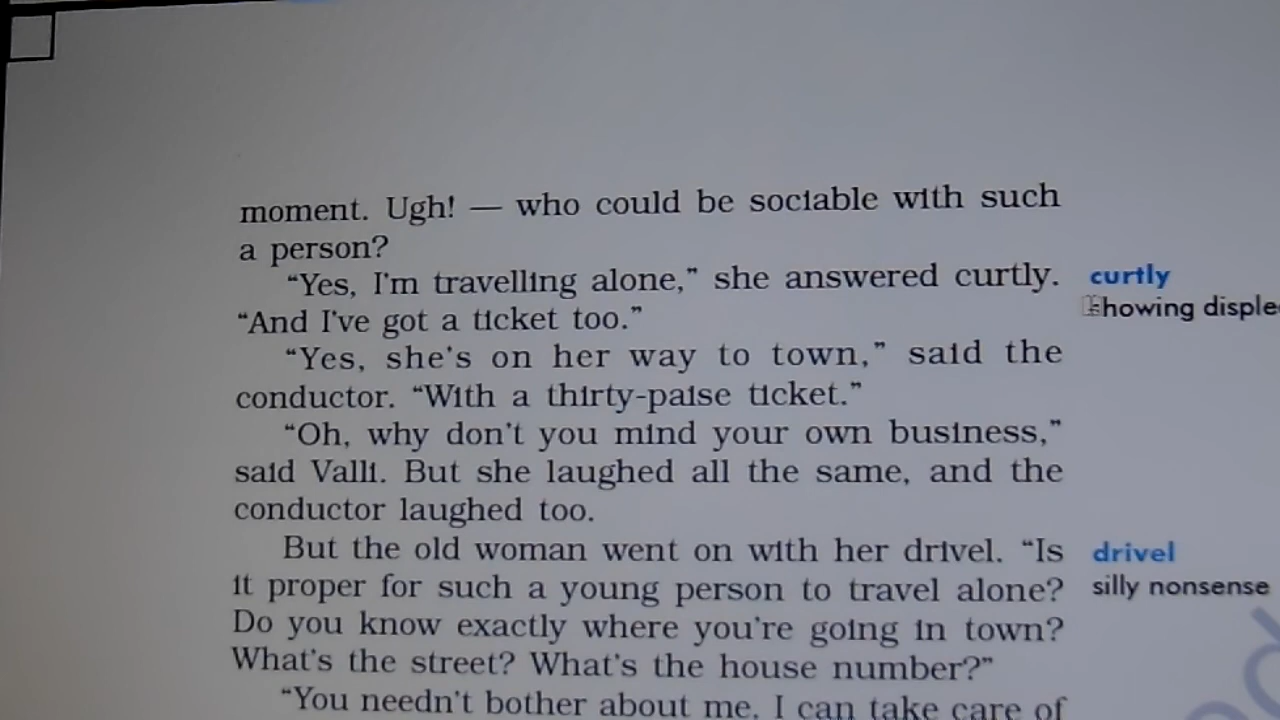 moment. Ugh! — who could be sociable with such
a person?
“Yes, I'm travelling alone,” she answered curtly.
“And I've got a ticket too.”
“Yes, she's on her way to town,” said the
conductor. “With a thirty-paise ticket.”
“Oh, why don't you mind your own business,”
said Valli. But she laughed all the same, and the
conductor laughed too.
But the old woman went on with her drivel. “Is
it proper for such a young person to travel alone?
Do you know exactly where you're going in town?
What's the street? What's the house number?”
“You needn't bother about me. I can take care of
curtly
showing
drivel
silly nonsense